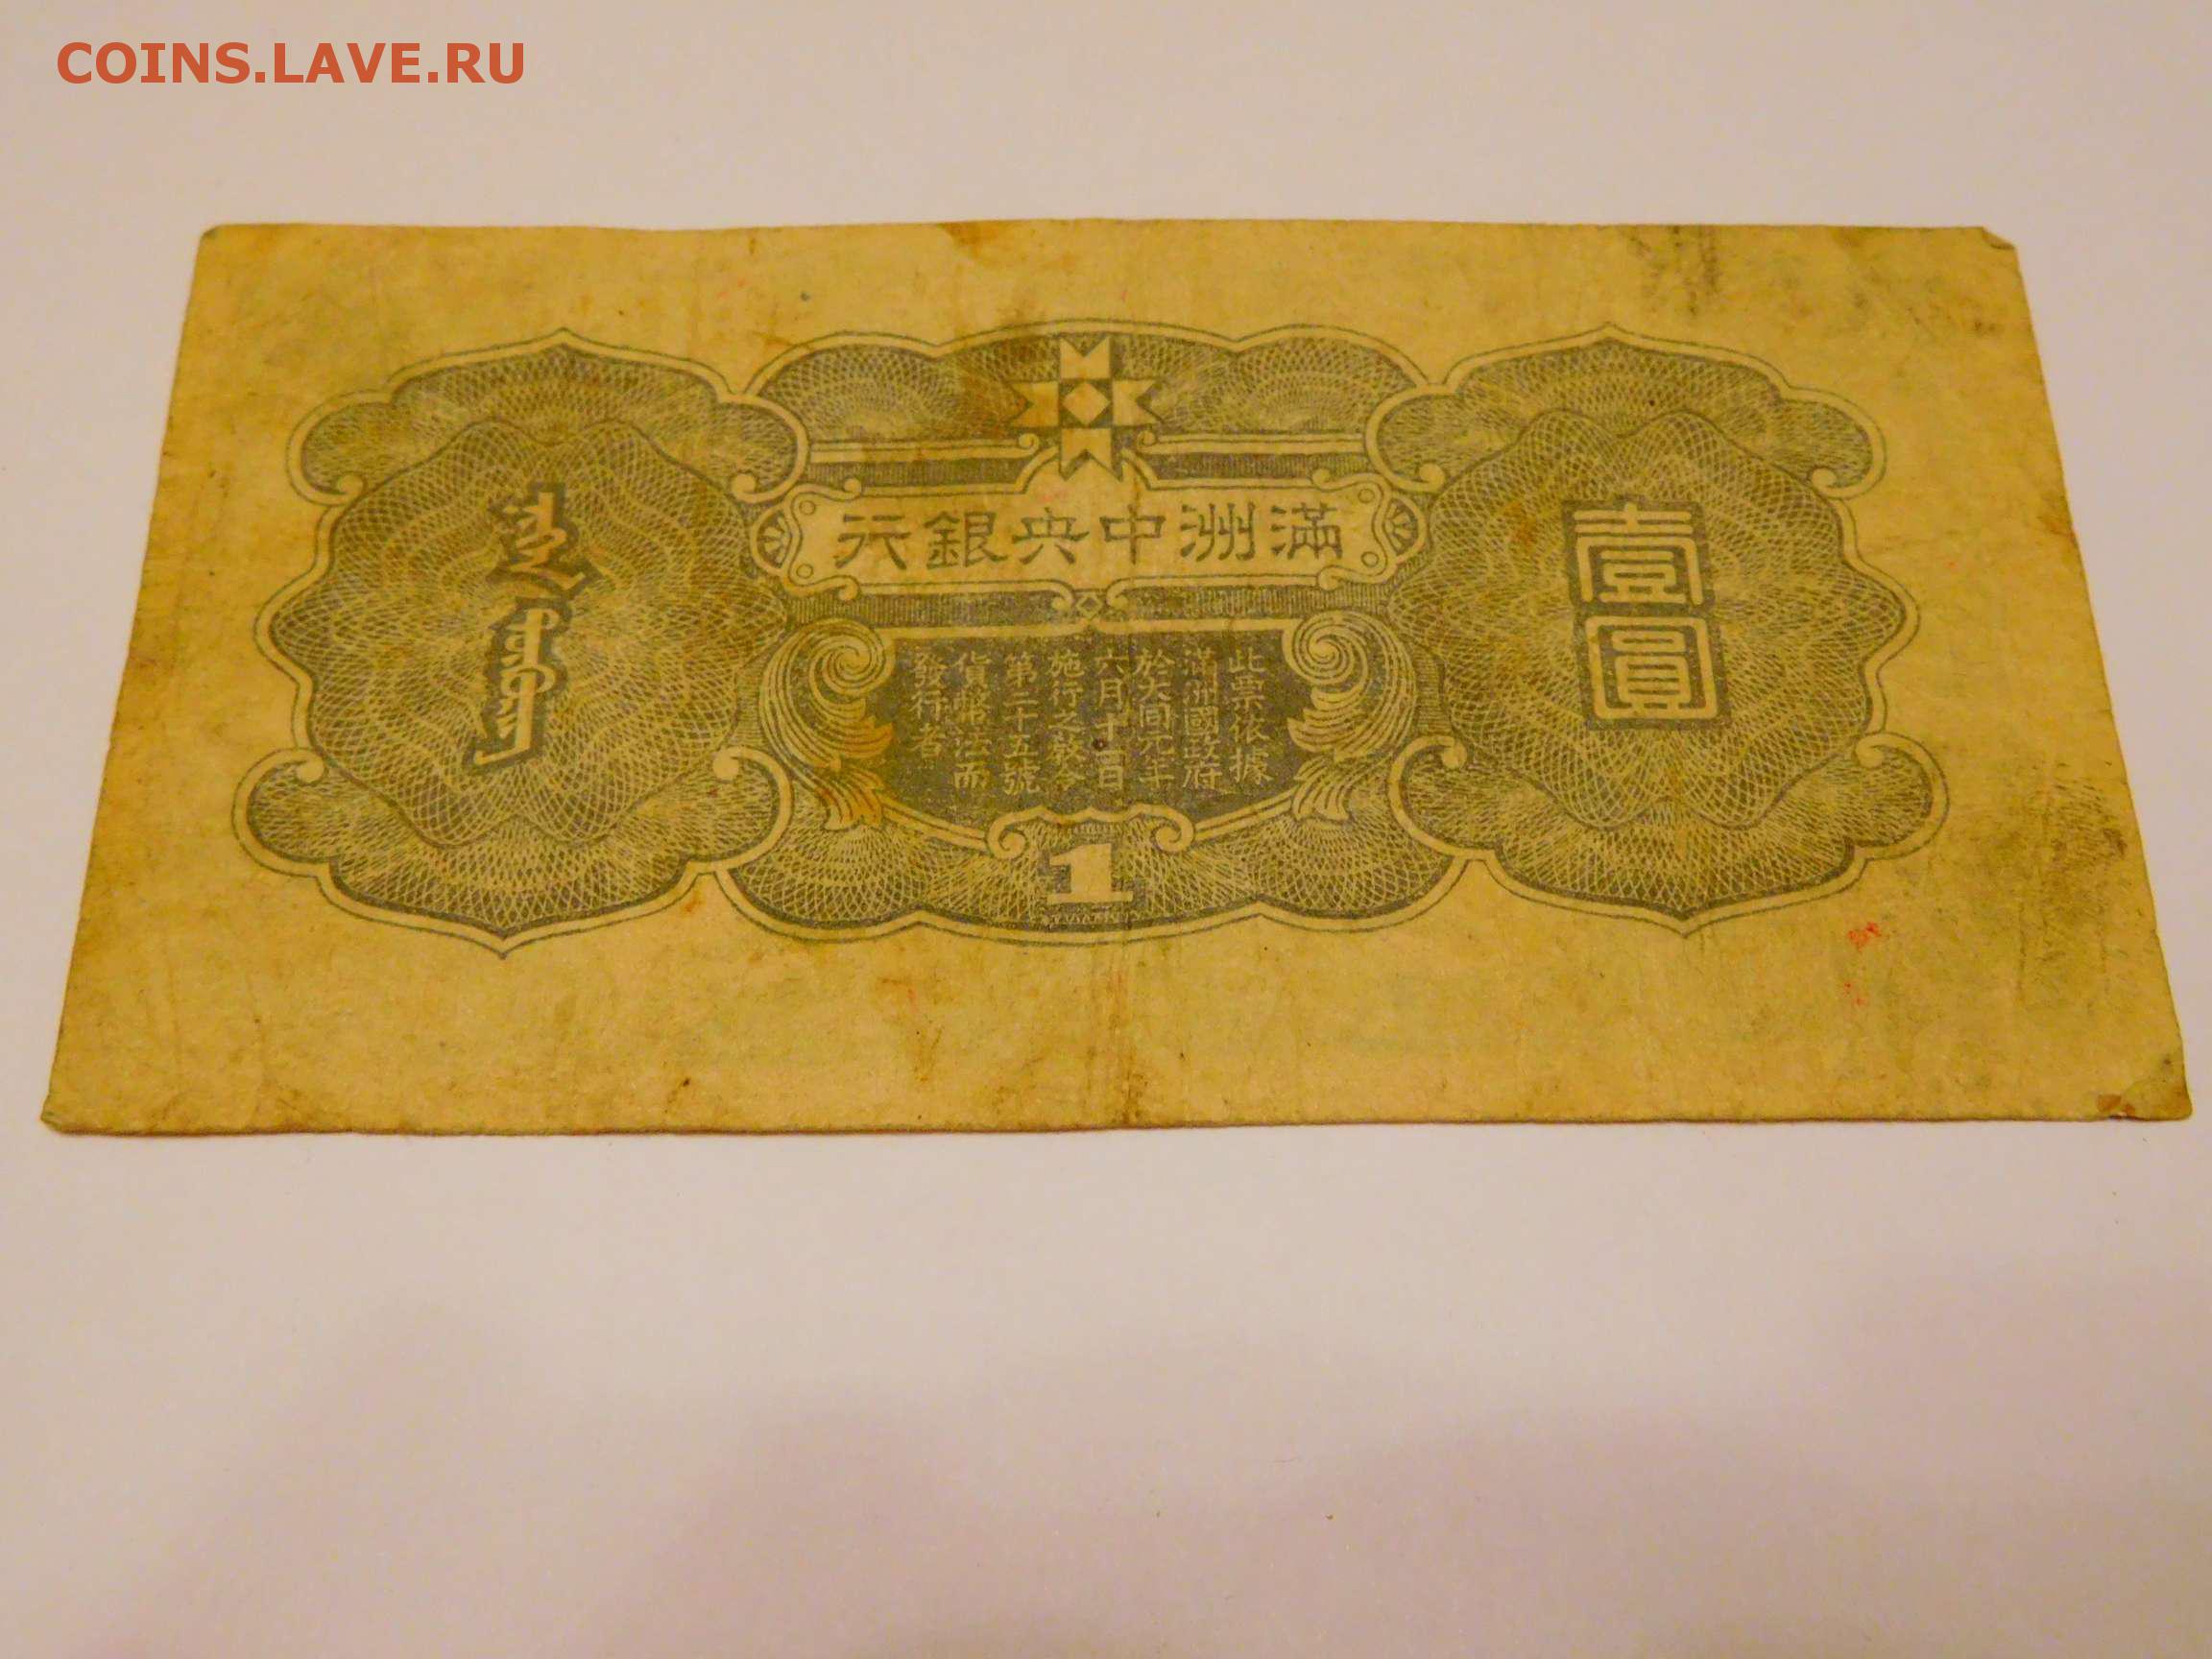 COINS.LAVE.RU
滿洲中央銀行
壹圓
此票依據
滿洲國政府
於大同元年
六月十一日
施行之教令
第二十五號
貨幣法而
發行者
1